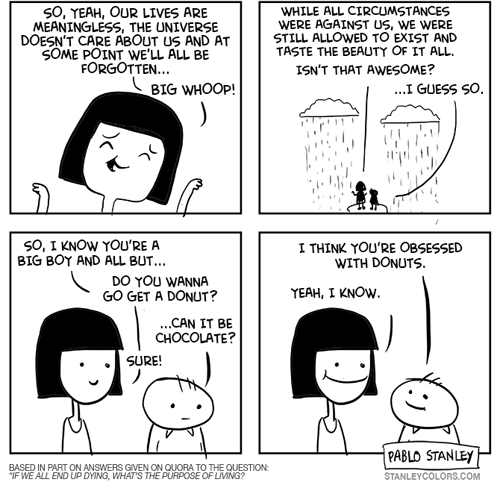 SO, YEAH, OUR LIVES ARE
MEANINGLESS, THE UNIVERSE
DOESN'T CARE ABOUT US AND AT
SOME POINT WE'LL ALL BE
FORGOTTEN...
BIG WHOOP!
WHILE ALL CIRCUMSTANCES
WERE AGAINST US, WE WERE
STILL ALLOWED TO EXIST AND
TASTE THE BEAUTY OF IT ALL.
ISN'T THAT AWESOME?
...I GUESS SO.
SO, I KNOW YOU'RE A
BIG BOY AND ALL BUT...
DO YOU WANNA
GO GET A DONUT?
...CAN IT BE
CHOCOLATE?
SURE!
I THINK YOU'RE OBSESSED
WITH DONUTS.
YEAH, I KNOW.
PABLO STANLEY
BASED IN PART ON ANSWERS GIVEN ON QUORA TO THE QUESTION:
"IF WE ALL END UP DYING, WHAT'S THE PURPOSE OF LIVING?
STANLEYCOLORS.COM